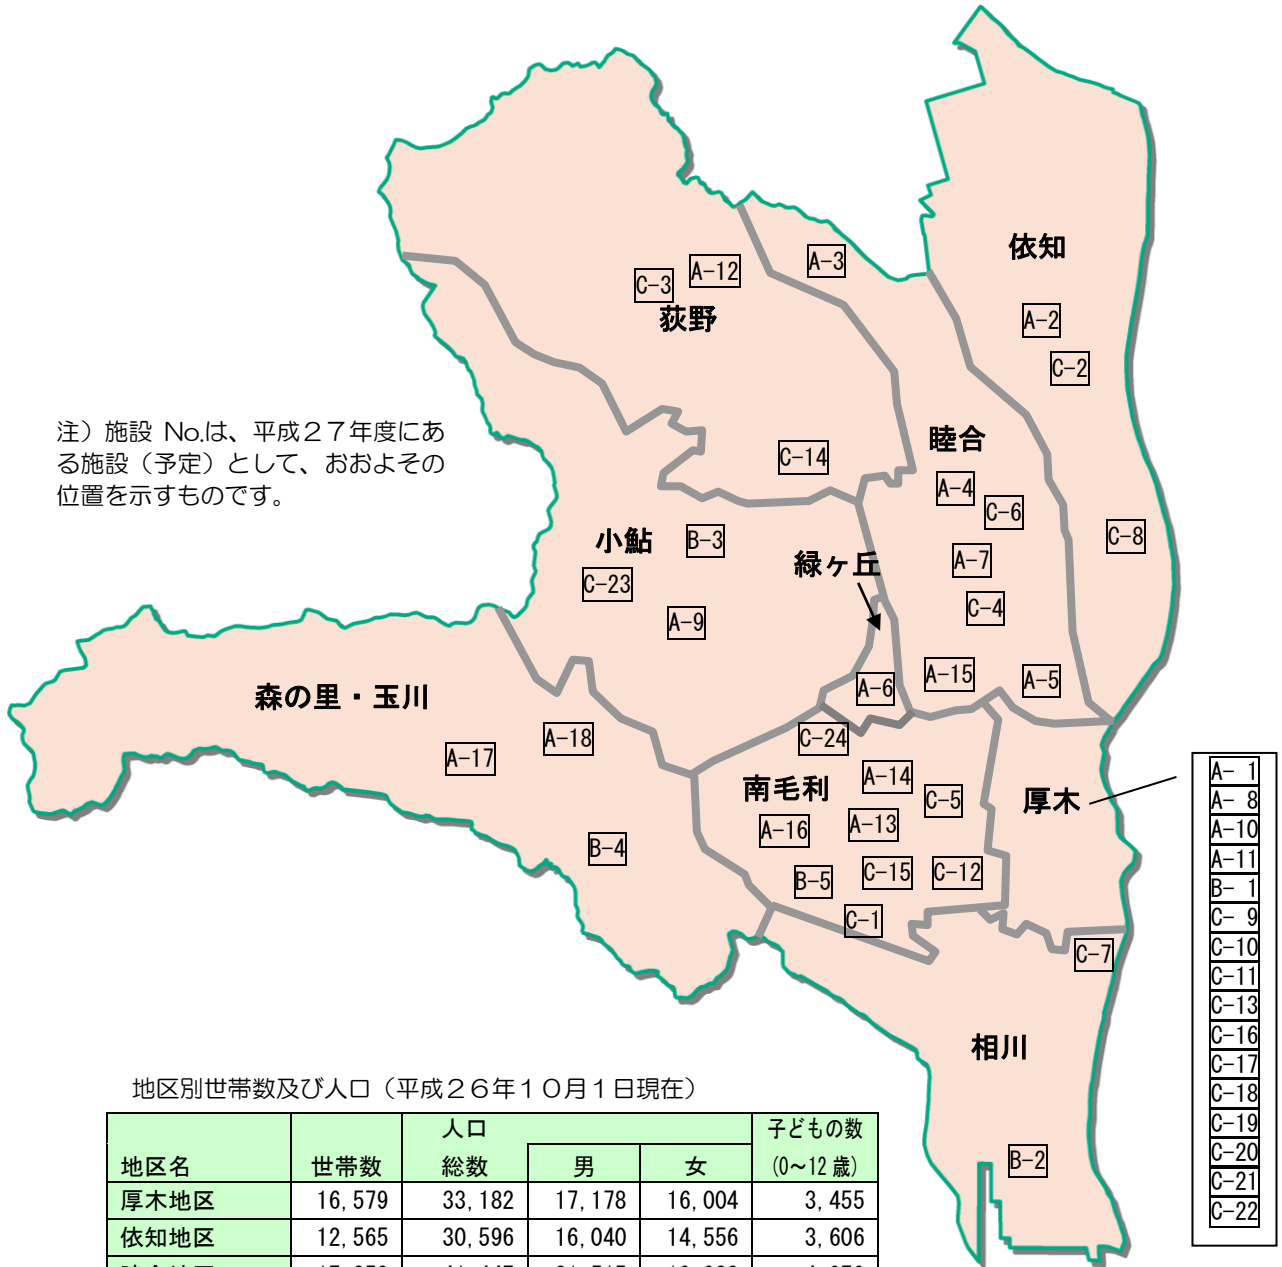 依知
A-3
A-12
C-3
荻野
A-2
C-2
注）施設 No.は、平成２７年度にあ
る施設（予定）として、おおよその
位置を示すものです。
睦合
C-14
A-4
C-6
小鮎
B-3
C-8
緑ヶ丘
A-7
C-23
C-4
A-9
森の里・玉川
A-6
A-15
A-5
A-18
C-24
A-17
A-14
南毛利
C-5
厚木
A-16
A-13
B-4
B-5
C-15
C-12
C-1
C-7
相川
B-2
A- 1
A- 8
A-10
A-11
B- 1
C- 9
C-10
C-11
C-13
C-16
C-17
C-18
C-19
C-20
C-21
C-22
地区別世帯数及び人口（平成２６年１０月１日現在）
人口 子どもの数
地区名 世帯数 総数 男 女 (0～12 歳)
厚木地区 16,579 33,182 17,178 16,004 3,455
依知地区 12,565 30,596 16,040 14,556 3,606